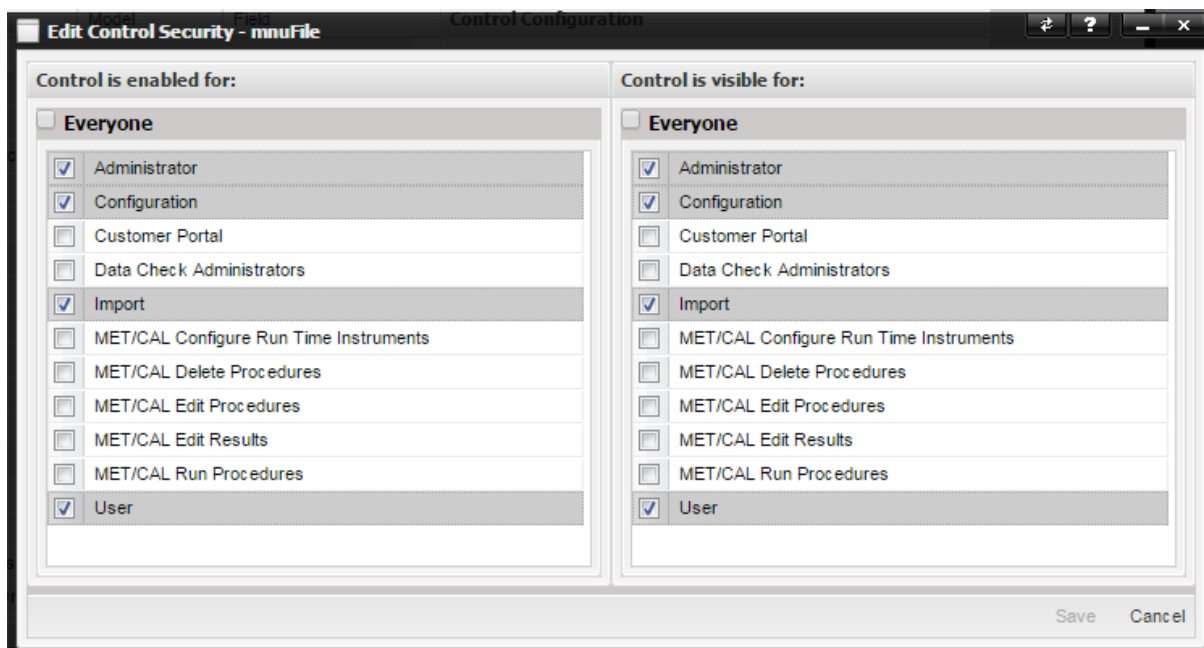 Model Field Control Configuration
Edit Control Security - mnuFile ?
Control is enabled for:
Everyone
Administrator
Configuration
Customer Portal
Data Check Administrators
Import
MET/CAL Configure Run Time Instruments
MET/CAL Delete Procedures
MET/CAL Edit Procedures
MET/CAL Edit Results
MET/CAL Run Procedures
User
Control is visible for:
Everyone
Administrator
Configuration
Customer Portal
Data Check Administrators
Import
MET/CAL Configure Run Time Instruments
MET/CAL Delete Procedures
MET/CAL Edit Procedures
MET/CAL Edit Results
MET/CAL Run Procedures
User
Save Cancel